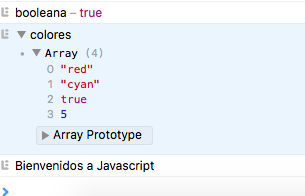 booleana – true
colores
Array (4)
0 "red"
1 "cyan"
2 true
3 5
Array Prototype
Bienvenidos a Javascript